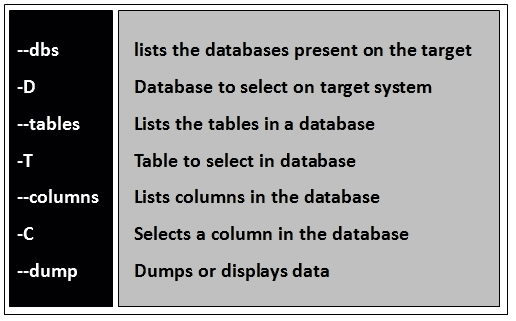 --dbs lists the databases present on the target
-D Database to select on target system
--tables Lists the tables in a database
-T Table to select in database
--columns Lists columns in the database
-C Selects a column in the database
--dump Dumps or displays data